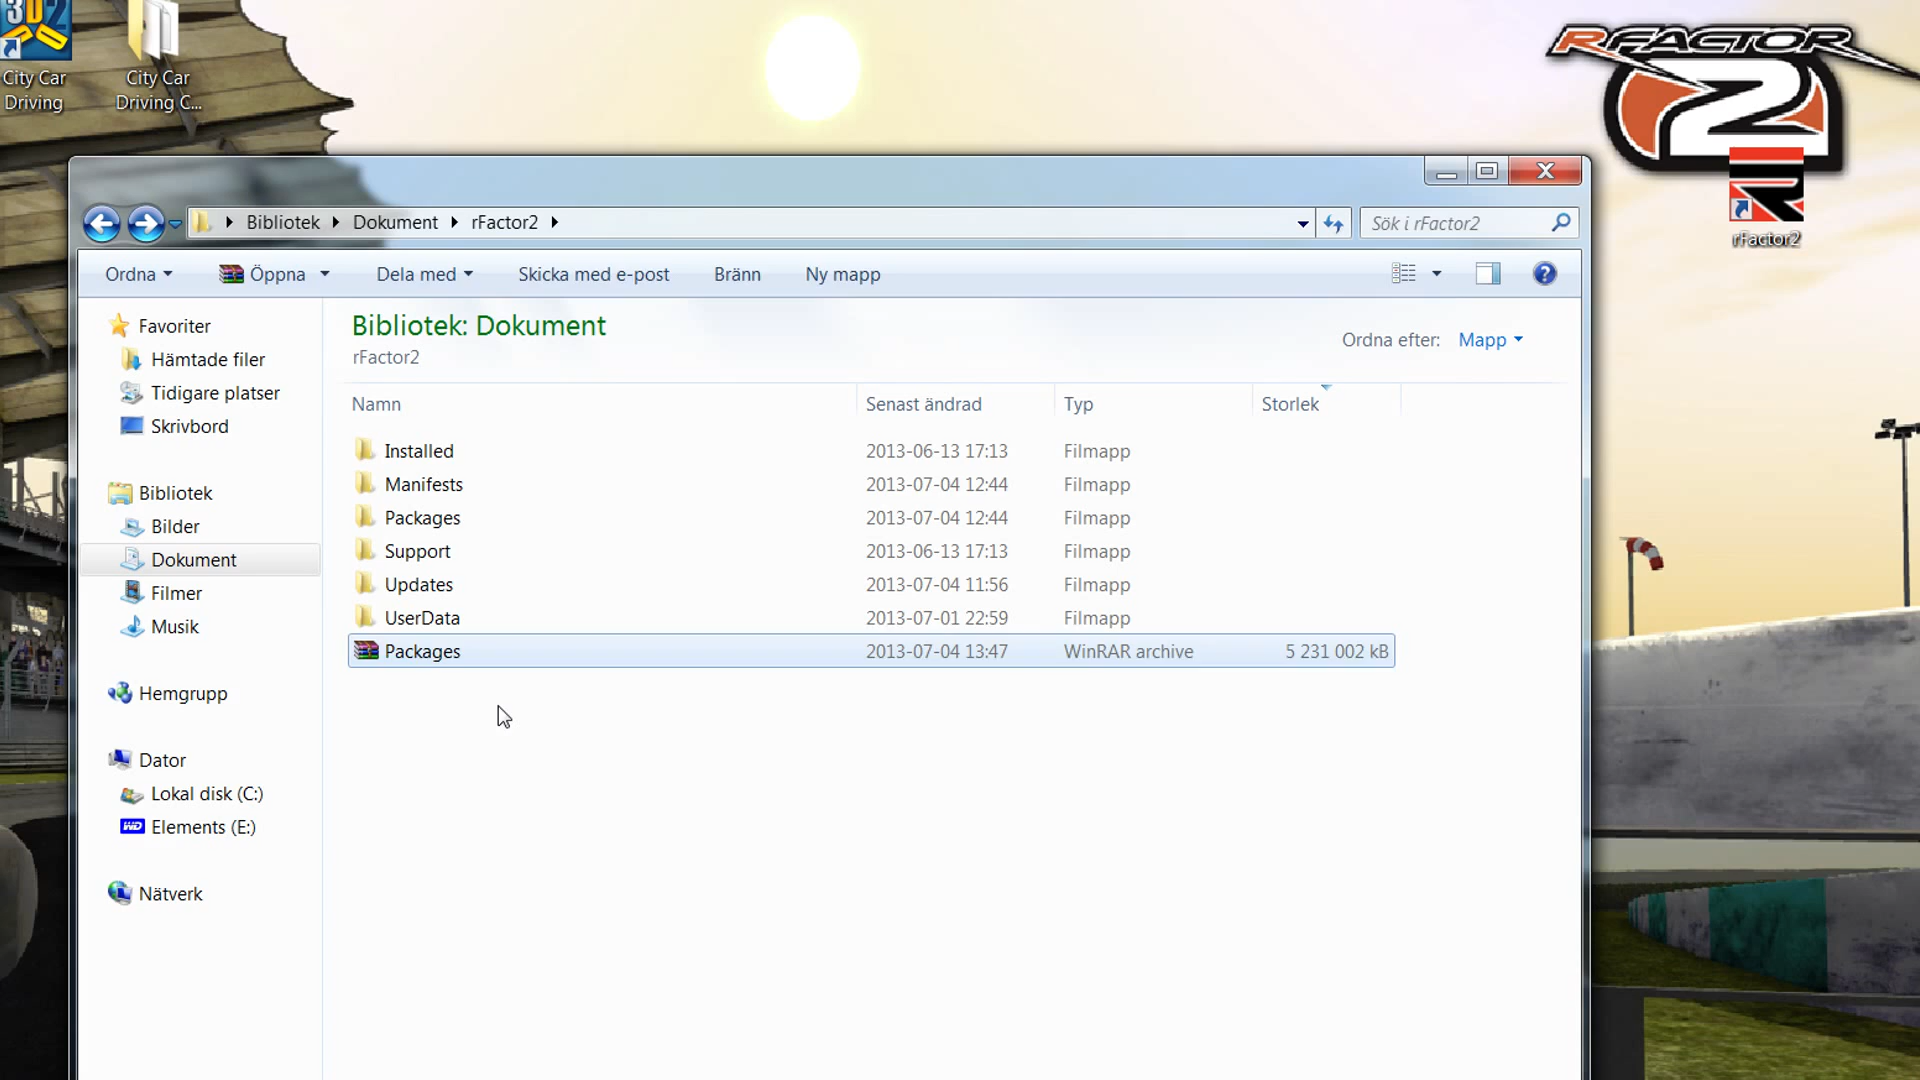 3D2
City Car
Driving
City Car
Driving C...
RFACTOR
2
rFactor2
Bibliotek
Dokument
rFactor2
Sök i rFactor2
Ordna
Öppna
Dela med
Skicka med e-post
Bränn
Ny mapp
?
Favoriter
Hämtade filer
Tidigare platser
Skrivbord
Bibliotek
Bilder
Dokument
Filmer
Musik
Hemgrupp
Dator
Lokal disk (C:)
WD Elements (E:)
Nätverk
Bibliotek: Dokument
rFactor2
Ordna efter: Mapp
Namn Senast ändrad Typ Storlek
Installed 2013-06-13 17:13 Filmapp
Manifests 2013-07-04 12:44 Filmapp
Packages 2013-07-04 12:44 Filmapp
Support 2013-06-13 17:13 Filmapp
Updates 2013-07-04 11:56 Filmapp
UserData 2013-07-01 22:59 Filmapp
Packages 2013-07-04 13:47 WinRAR archive 5 231 002 kB